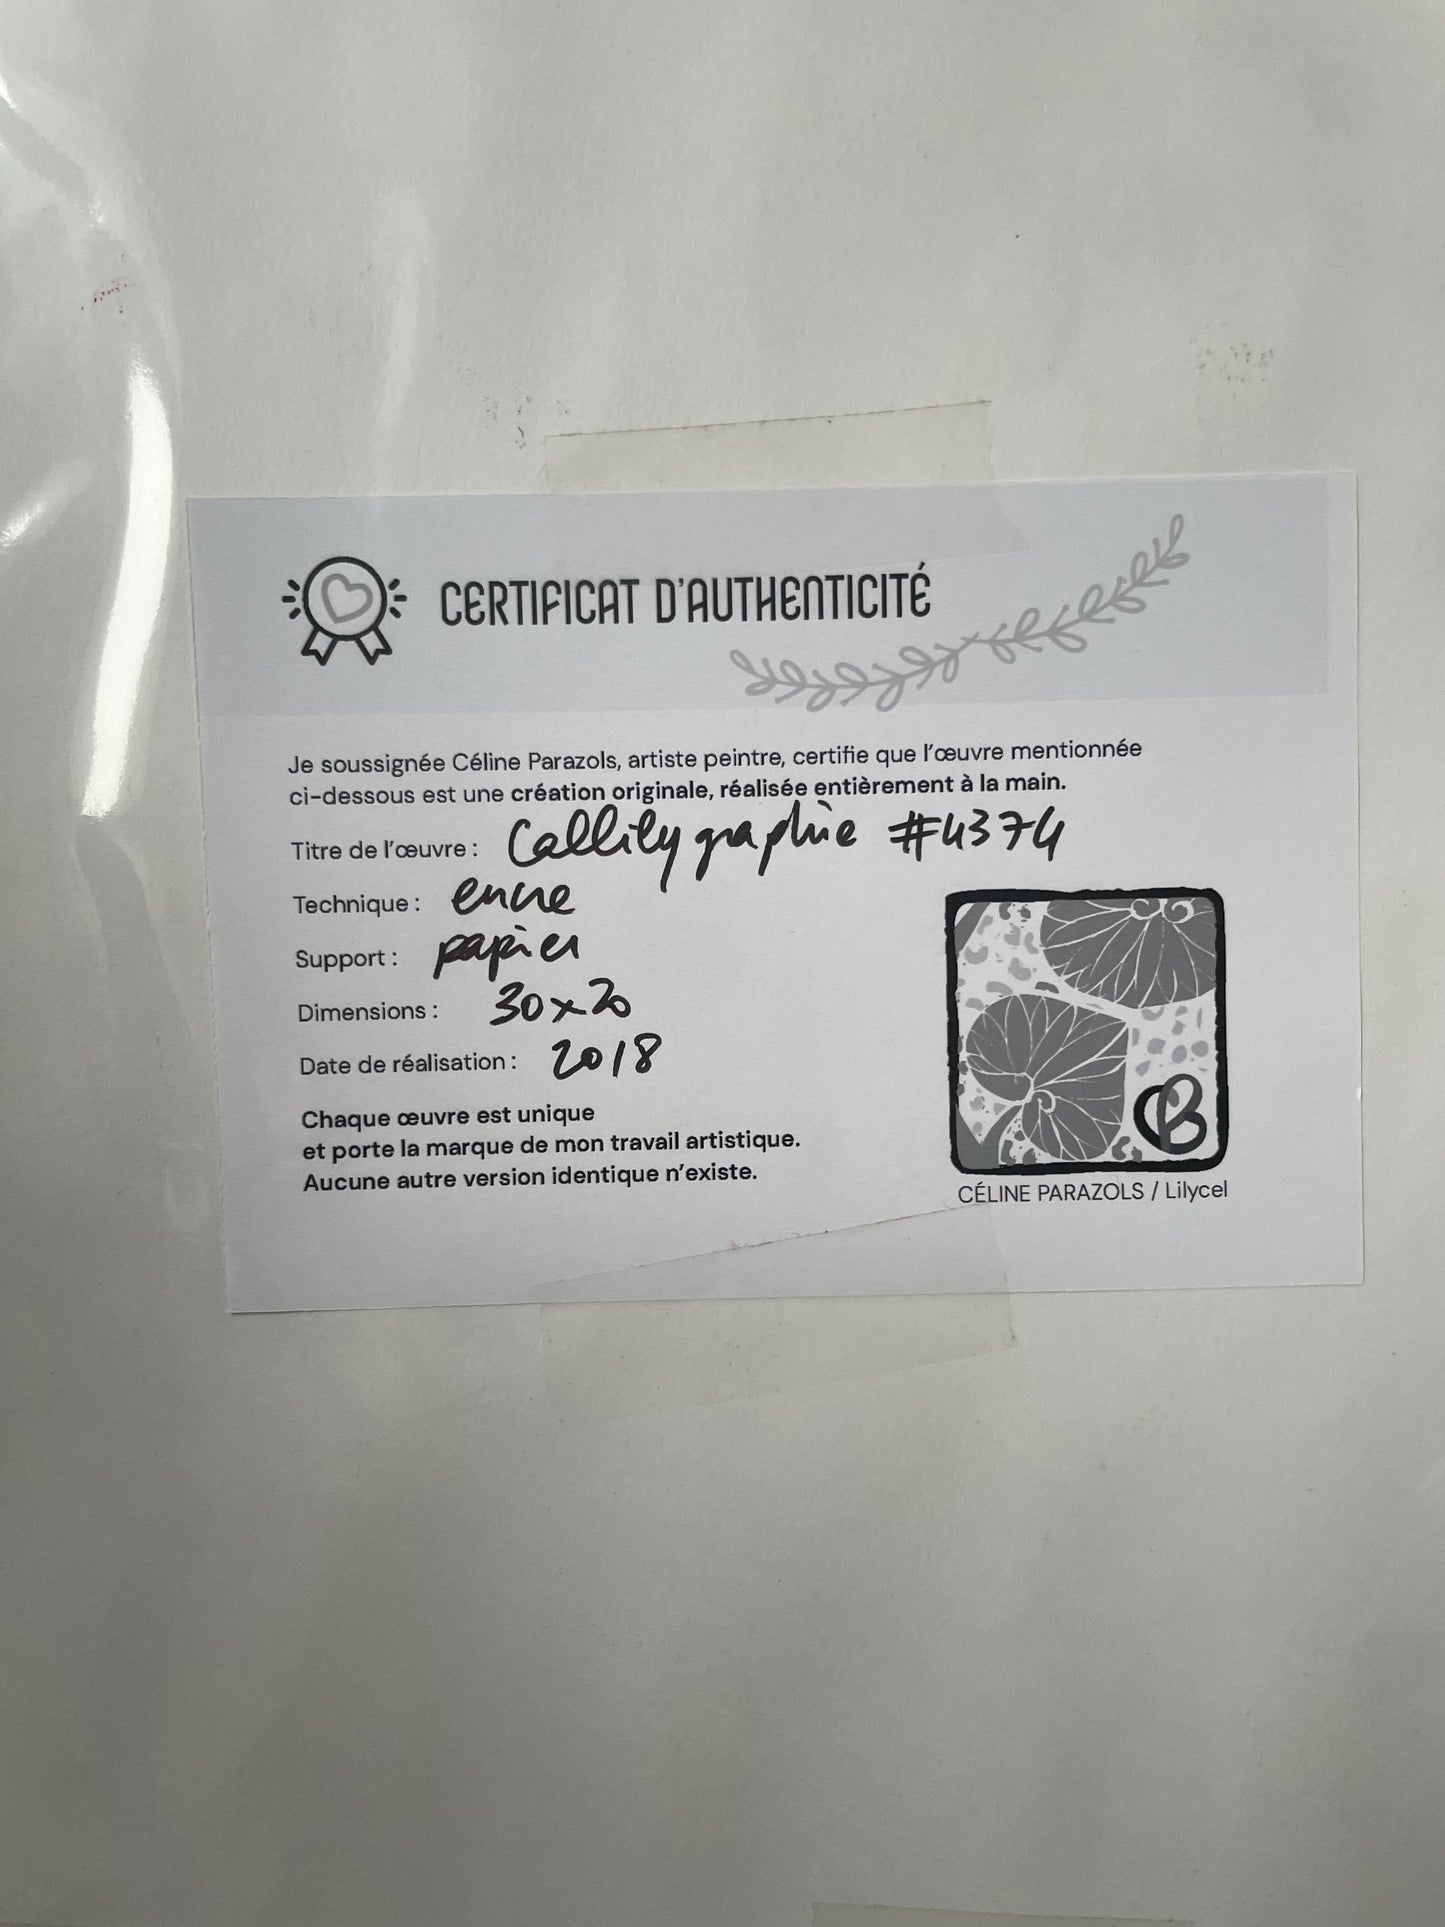 CERTIFICAT D'AUTHENTICITÉ
Je soussignée Céline Parazols, artiste peintre, certifie que l'œuvre mentionnée
ci-dessous est une création originale, réalisée entièrement à la main.
Titre de l'œuvre : Callilygraphie #4374
Technique : encre
Support : papier
Dimensions : 30x20
Date de réalisation : 2018
Chaque œuvre est unique
et porte la marque de mon travail artistique.
Aucune autre version identique n'existe.
CÉLINE PARAZOLS / Lilycel